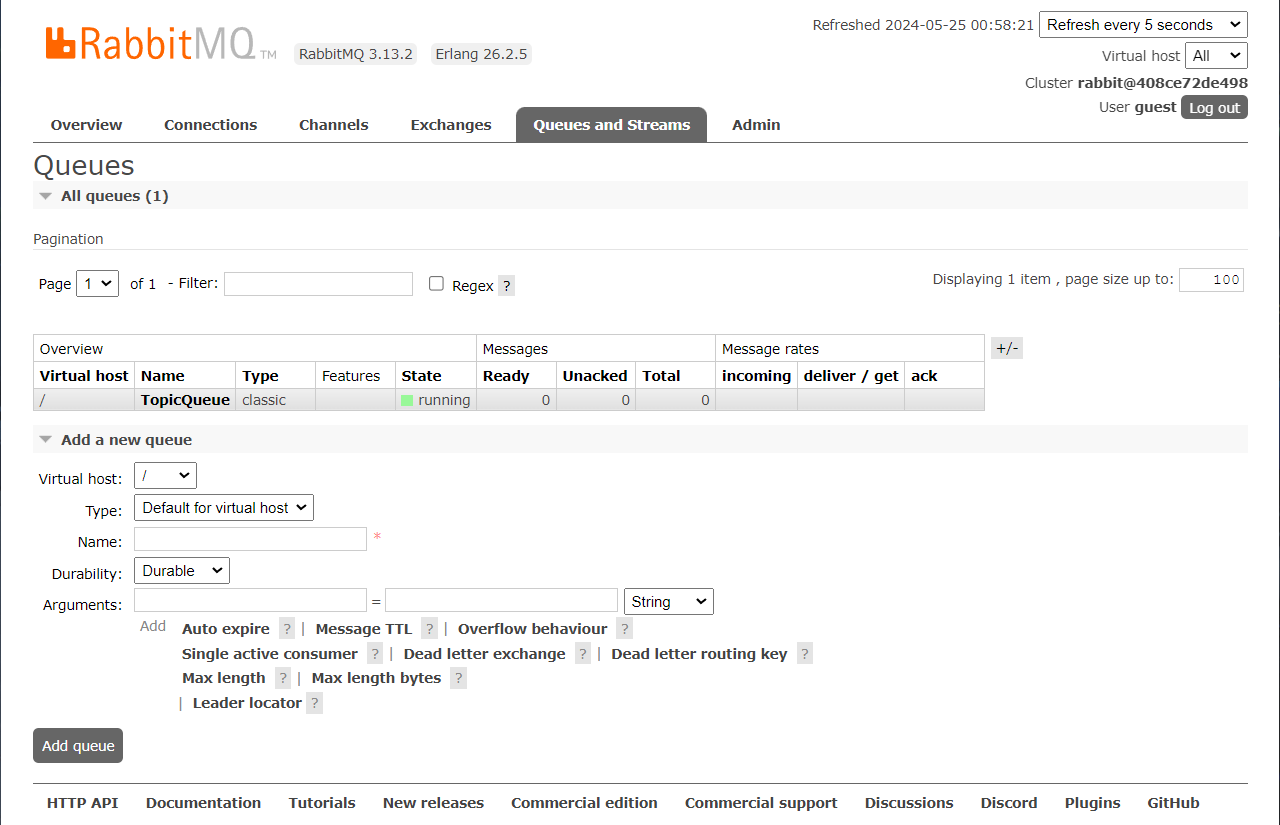 RabbitMQ TM RabbitMQ 3.13.2 Erlang 26.2.5
Refreshed 2024-05-25 00:58:21 Refresh every 5 seconds
Virtual host All
Cluster rabbit@408ce72de498
User guest Log out
Overview Connections Channels Exchanges Queues and Streams Admin
Queues
All queues (1)
Pagination
Page 1 of 1 - Filter: Regex ? Displaying 1 item , page size up to: 100
Overview Messages Message rates +/-
Virtual host Name Type Features State Ready Unacked Total incoming deliver / get ack
/ TopicQueue classic running 0 0 0
Add a new queue
Virtual host: /
Type: Default for virtual host
Name: *
Durability: Durable
Arguments: = String
Add Auto expire ? | Message TTL ? | Overflow behaviour ?
Single active consumer ? | Dead letter exchange ? | Dead letter routing key ?
Max length ? | Max length bytes ?
| Leader locator ?
Add queue
HTTP API Documentation Tutorials New releases Commercial edition Commercial support Discussions Discord Plugins GitHub